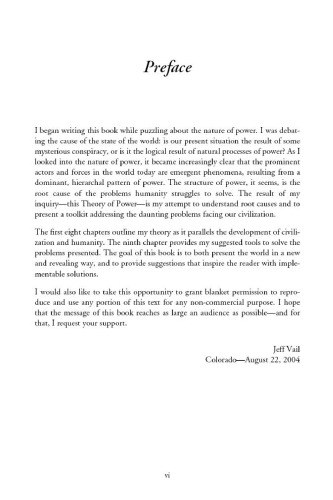 Preface
I began writing this book while puzzling about the nature of power. I was debat-
ing the cause of the state of the world: is our present situation the result of some
mysterious conspiracy, or is it the logical result of natural processes of power? As I
looked into the nature of power, it became increasingly clear that the prominent
actors and forces in the world today are emergent phenomena, resulting from a
dominant, hierarchal pattern of power. The structure of power, it seems, is the
root cause of the problems humanity struggles to solve. The result of my
inquiry—this Theory of Power—is my attempt to understand root causes and to
present a toolkit addressing the daunting problems facing our civilization.
The first eight chapters outline my theory as it parallels the development of civili-
zation and humanity. The ninth chapter provides my suggested tools to solve the
problems presented. The goal of this book is to both present the world in a new
and revealing way, and to provide suggestions that inspire the reader with imple-
mentable solutions.
I would also like to take this opportunity to grant blanket permission to repro-
duce and use any portion of this text for any non-commercial purpose. I hope
that the message of this book reaches as large an audience as possible—and for
that, I request your support.
Jeff Vail
Colorado—August 22, 2004
vi